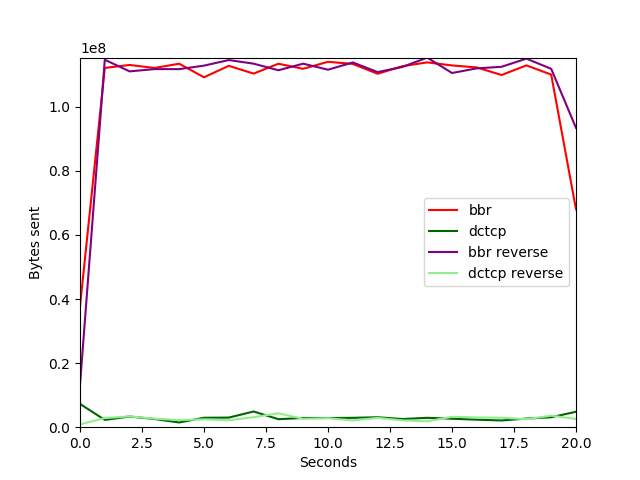 1e8
1.0
0.8
0.6
0.4
0.2
0.0
Bytes sent
bbr
dctcp
bbr reverse
dctcp reverse
0.0 2.5 5.0 7.5 10.0 12.5 15.0 17.5 20.0
Seconds